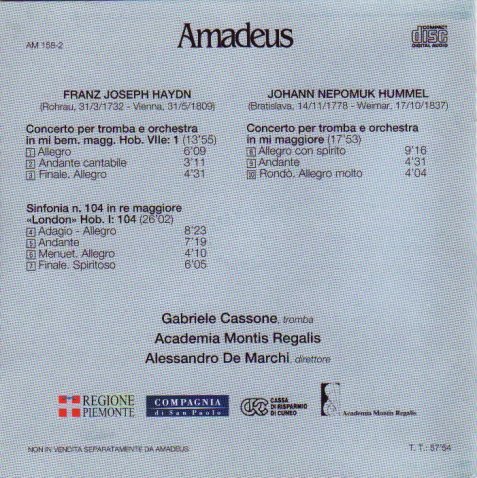 AM 158-2
Amadeus
COMPACT
disc
DIGITAL AUDIO
FRANZ JOSEPH HAYDN
(Rohrau, 31/3/1732 - Vienna, 31/5/1809)
Concerto per tromba e orchestra
in mi bem. magg. Hob. VIIe: 1 (13'55)
1 Allegro 6'09
2 Andante cantabile 3'11
3 Finale. Allegro 4'31
Sinfonia n. 104 in re maggiore
«London» Hob. I: 104 (26'02)
4 Adagio - Allegro 8'23
5 Andante 7'19
6 Menuet. Allegro 4'10
7 Finale. Spiritoso 6'05
JOHANN NEPOMUK HUMMEL
(Bratislava, 14/11/1778 - Weimar, 17/10/1837)
Concerto per tromba e orchestra
in mi maggiore (17'53)
8 Allegro con spirito 9'16
9 Andante 4'31
10 Rondò. Allegro molto 4'04
Gabriele Cassone, tromba
Academia Montis Regalis
Alessandro De Marchi, direttore
REGIONE
PIEMONTE
COMPAGNIA
di San Paolo
CRC
CASSA
DI RISPARMIO
DI CUNEO
Academia Montis Regalis
NON IN VENDITA SEPARATAMENTE DA AMADEUS
T. T.: 57'54